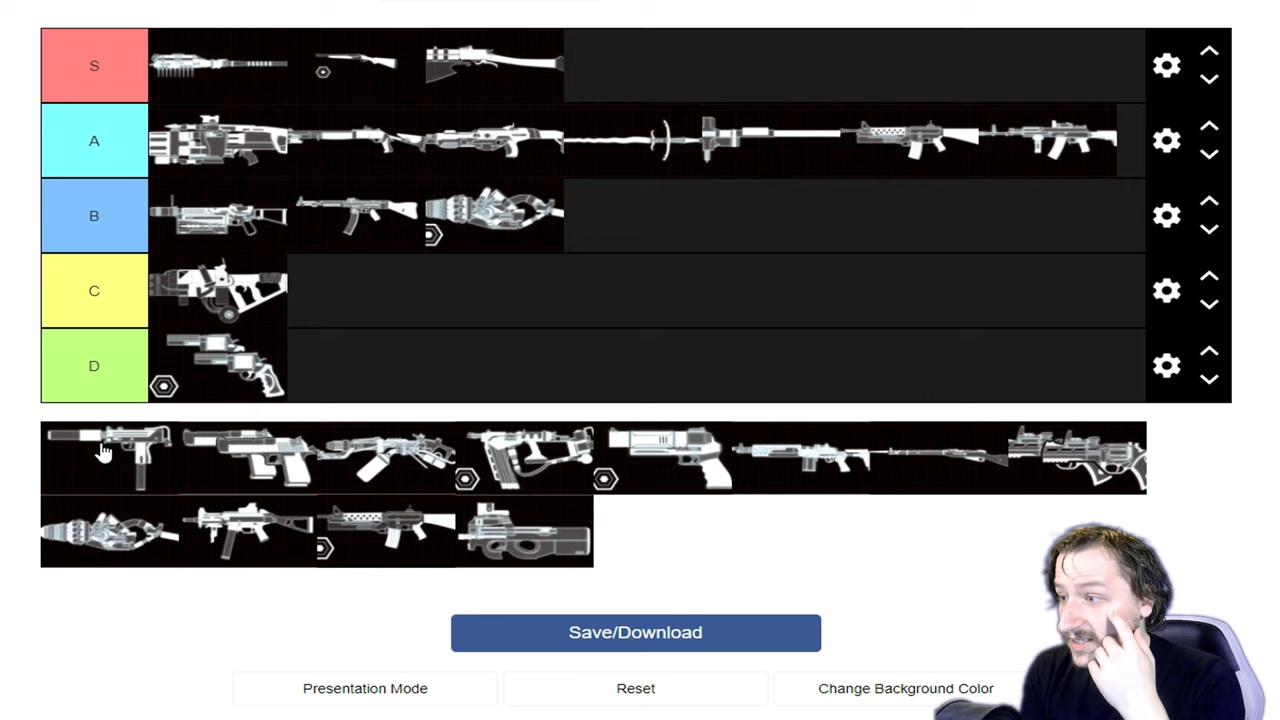 S
A
B
C
D
Save/Download
Presentation Mode
Reset
Change Background Color